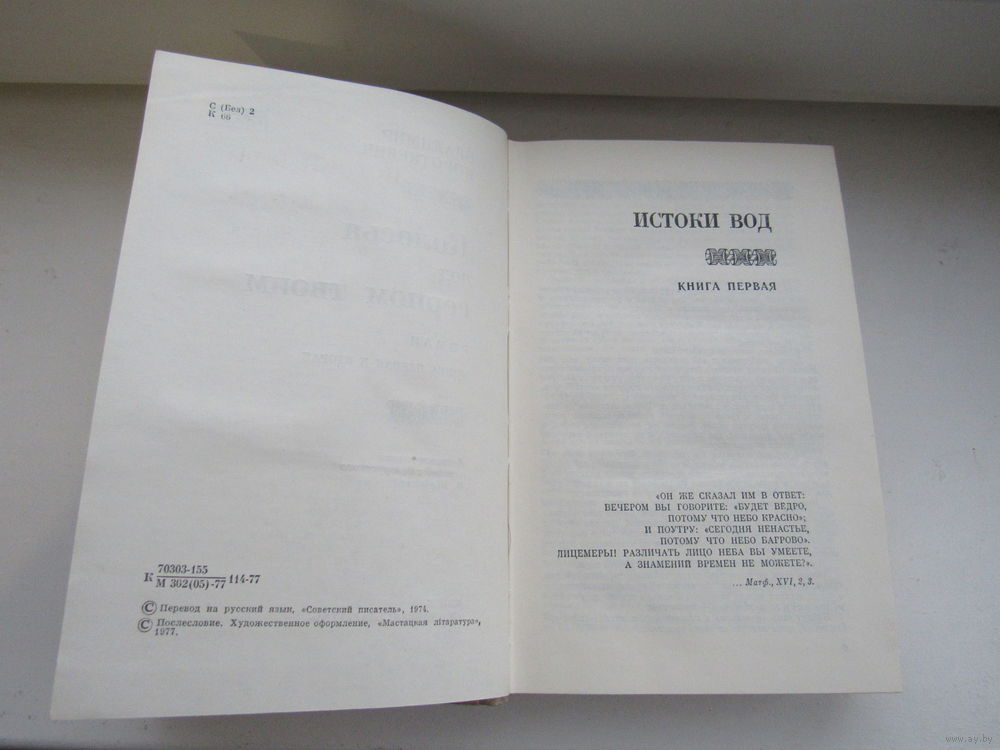 С (Бел) 2
К 66
К 70303-155
М 302(05)-77 114-77
© Перевод на русский язык, «Советский писатель», 1974.
© Послесловие. Художественное оформление, «Мастацкая літаратура»,
1977.
ИСТОКИ ВОД
КНИГА ПЕРВАЯ
«ОН ЖЕ СКАЗАЛ ИМ В ОТВЕТ:
ВЕЧЕРОМ ВЫ ГОВОРИТЕ: «БУДЕТ ВЁДРО,
ПОТОМУ ЧТО НЕБО КРАСНО»;
И ПОУТРУ: «СЕГОДНЯ НЕНАСТЬЕ,
ПОТОМУ ЧТО НЕБО БАГРОВО».
ЛИЦЕМЕРЫ! РАЗЛИЧАТЬ ЛИЦО НЕБА ВЫ УМЕЕТЕ,
А ЗНАМЕНИЙ ВРЕМЕН НЕ МОЖЕТЕ?».
... Матф., XVI, 2, 3.
www.ay.by